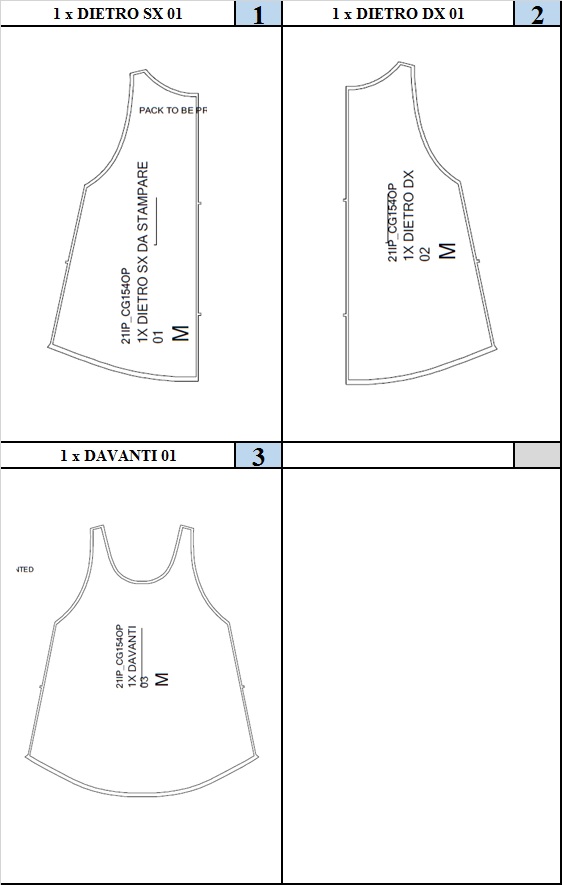 1 x DIETRO SX 01
1
1 x DIETRO DX 01
2
PACK TO BE PR
21IP_CG154OP
1X DIETRO SX DA STAMPARE
01
M
21IP_CG154OP
1X DIETRO DX
02
M
1 x DAVANTI 01
3
NTED
21IP_CG154OP
1X DAVANTI
03
M